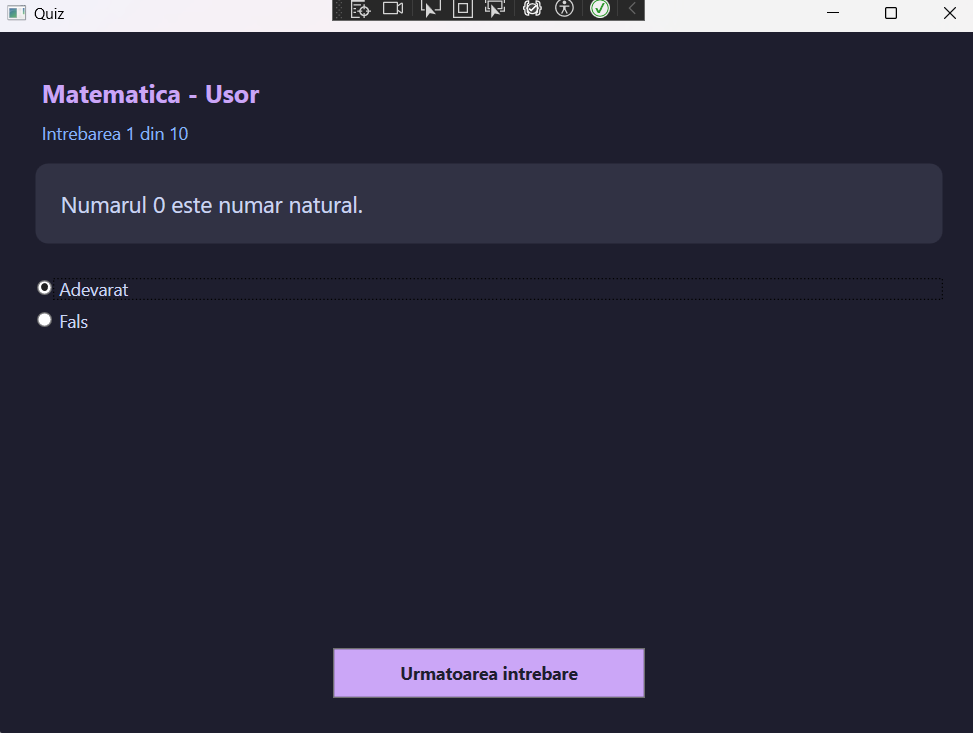 Quiz
Matematica - Usor
Intrebarea 1 din 10
Numarul 0 este numar natural.
Adevarat
Fals
Urmatoarea intrebare